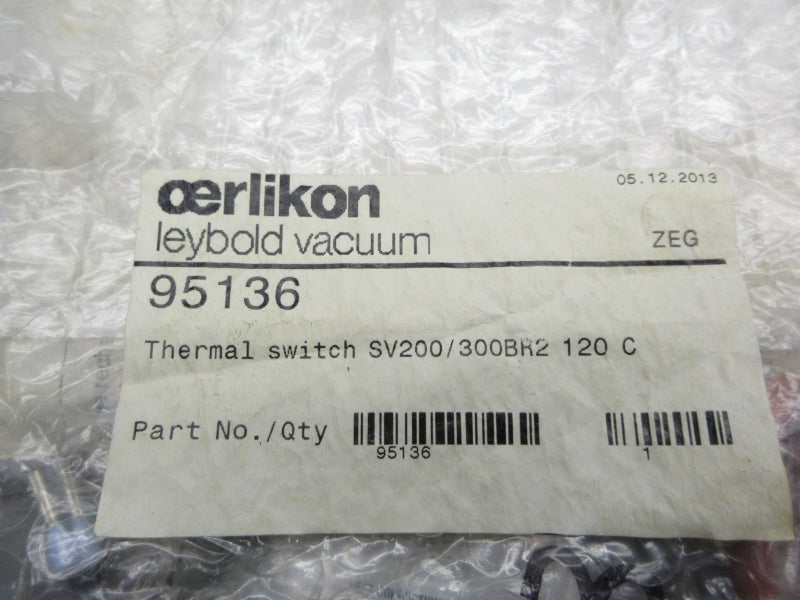 œrlikon
05.12.2013
leybold vacuum
ZEG
95136
Thermal switch SV200/300BR2 120 C
Part No./Qty
95136
1